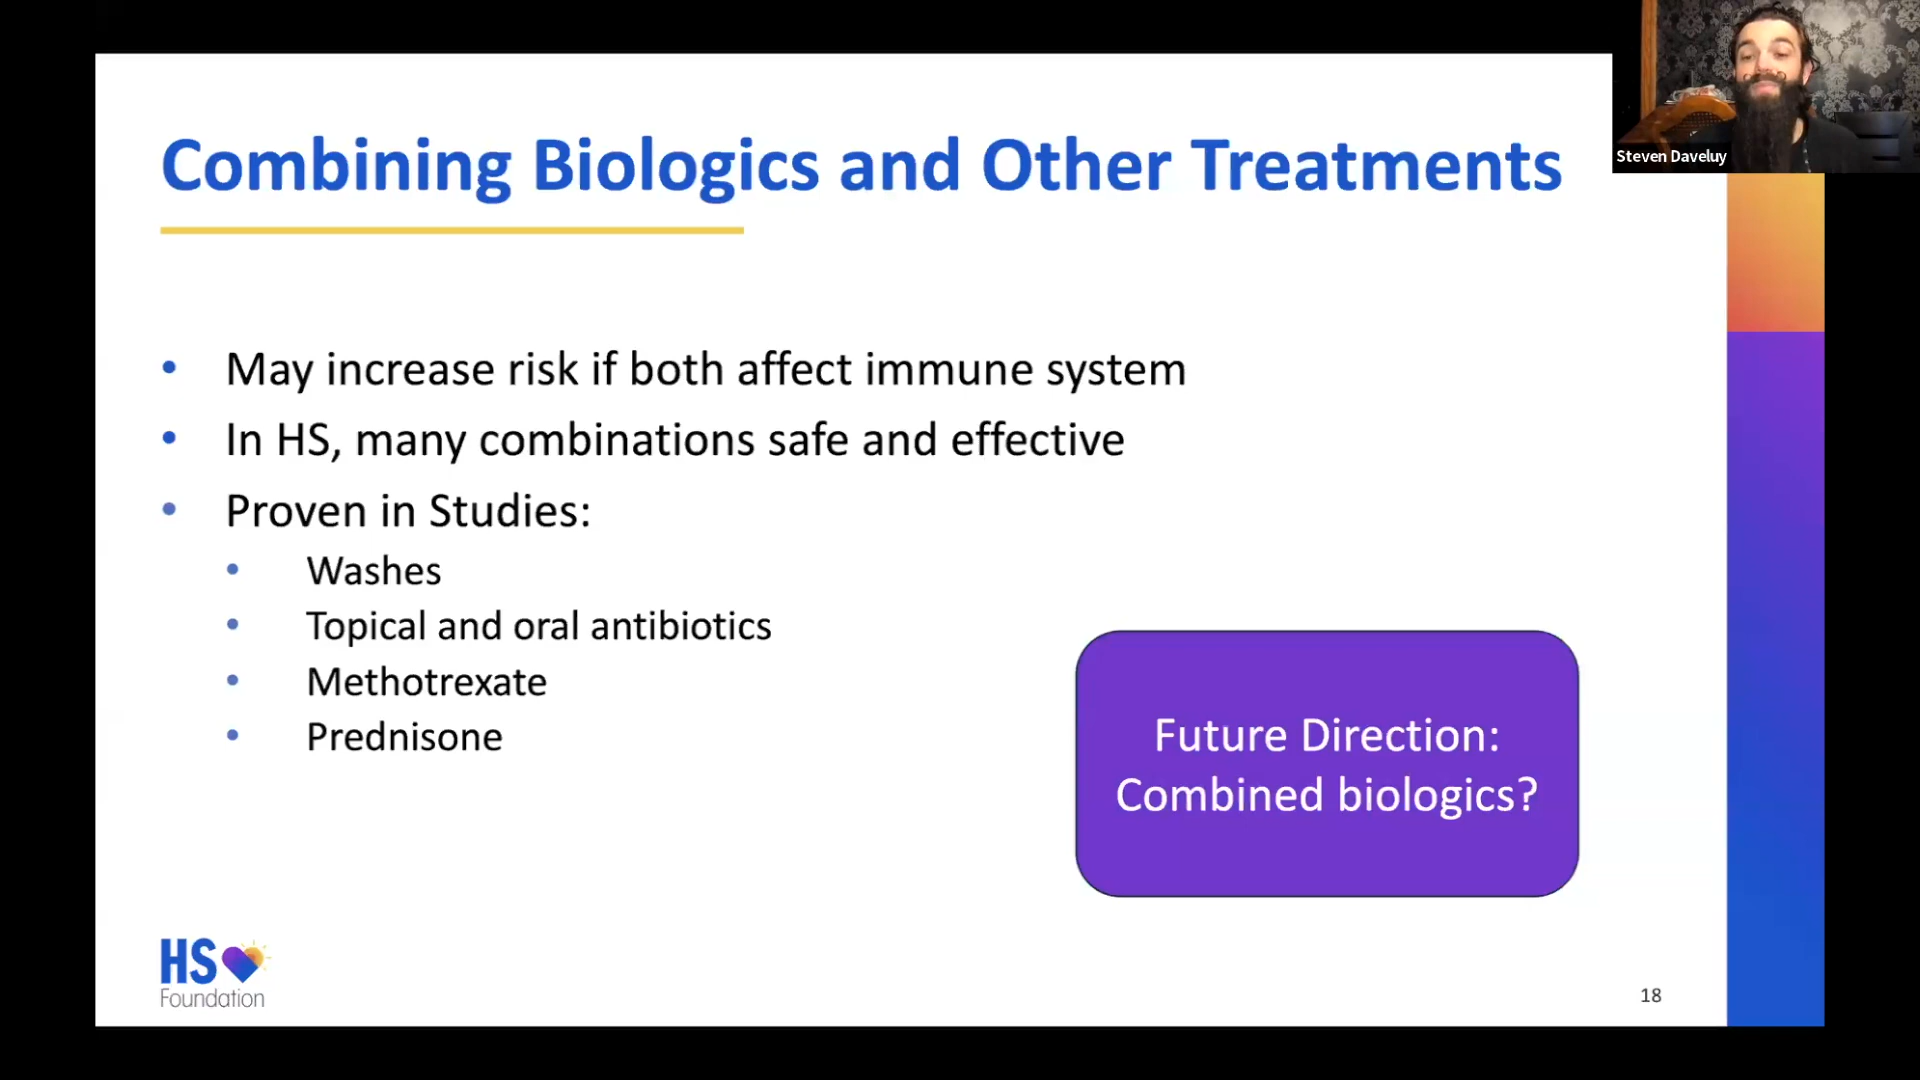 Combining Biologics and Other Treatments
Steven Daveluy
• May increase risk if both affect immune system
• In HS, many combinations safe and effective
• Proven in Studies:
• Washes
• Topical and oral antibiotics
• Methotrexate
• Prednisone
Future Direction:
Combined biologics?
HS
Foundation
18